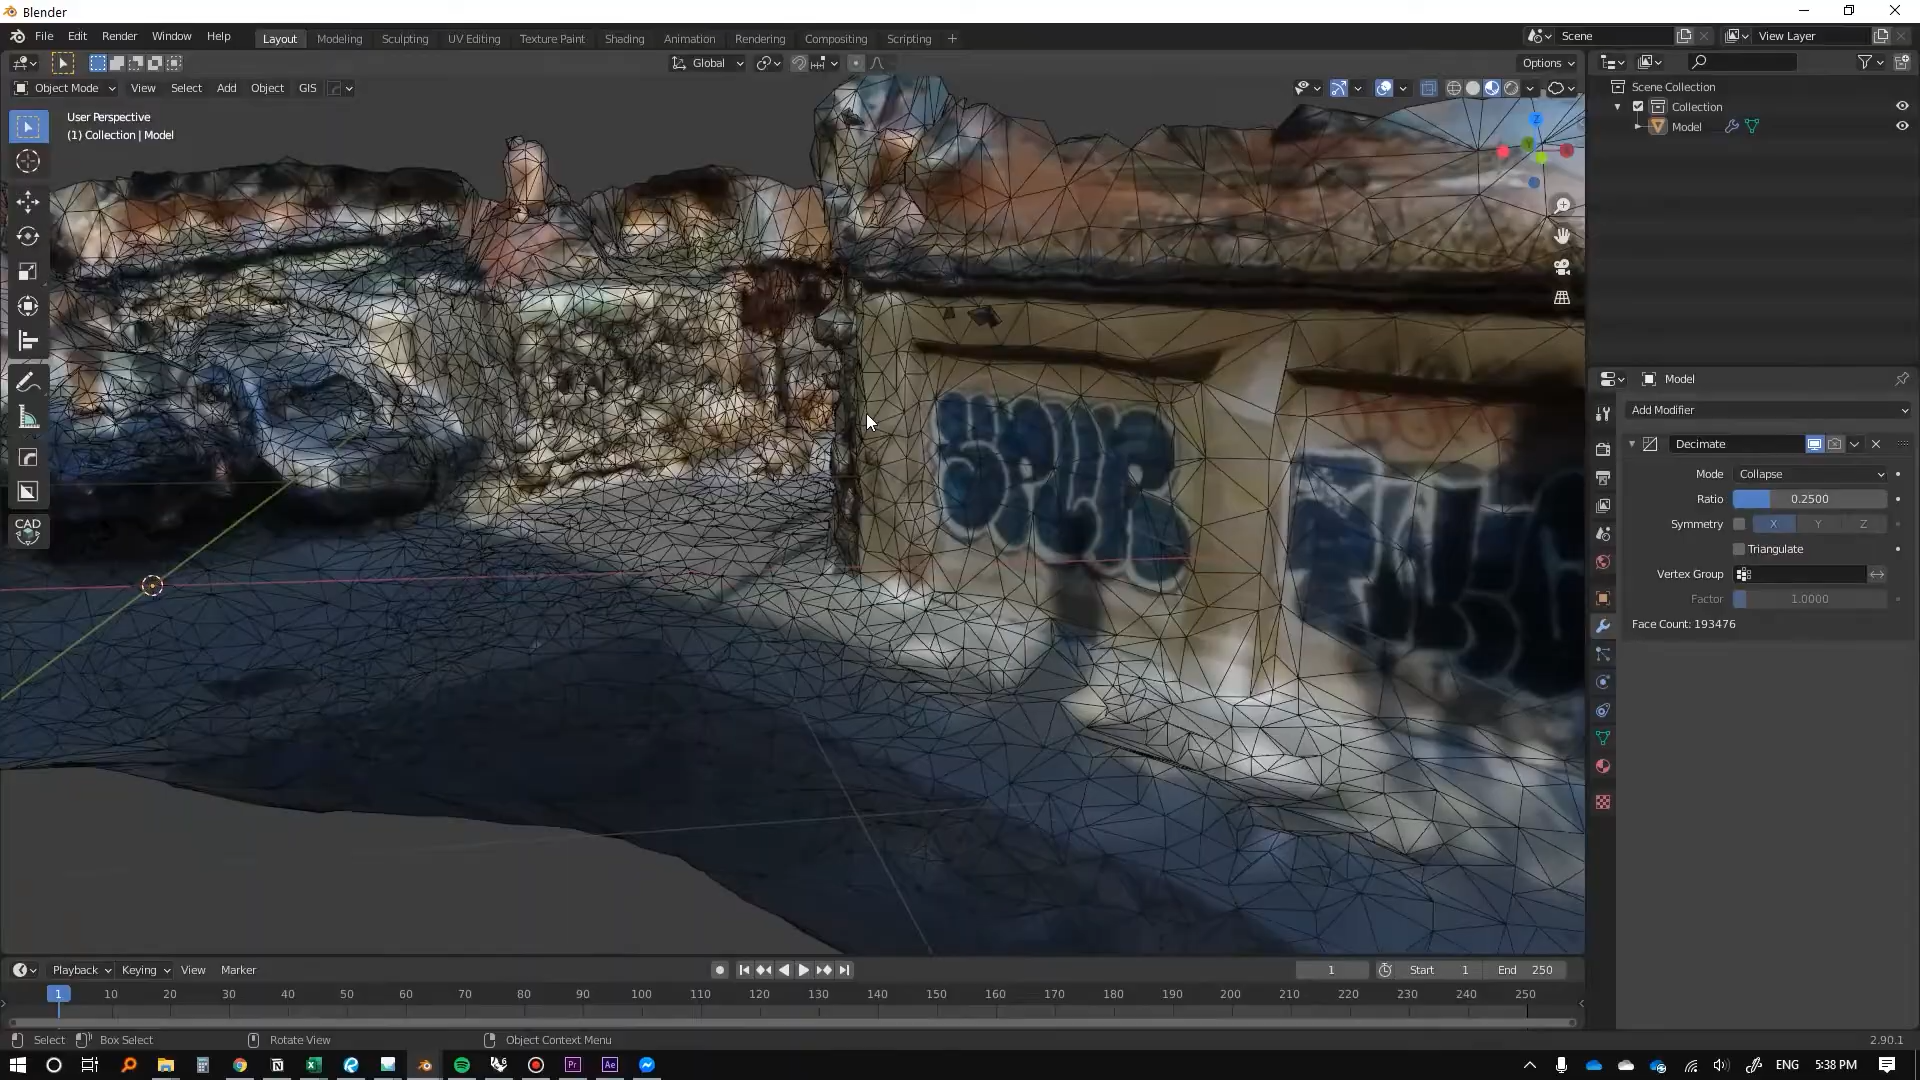 Blender
File Edit Render Window Help Layout Modeling Sculpting UV Editing Texture Paint Shading Animation Rendering Compositing Scripting + Scene View Layer
Global Options
Object Mode View Select Add Object GIS
User Perspective
(1) Collection | Model
Z
Y
CAD
Scene Collection
Collection
Model
Model
Add Modifier
Decimate
Mode Collapse
Ratio 0.2500
Symmetry X Y Z
Triangulate
Vertex Group
Factor 1.0000
Face Count: 193476
Playback Keying View Marker 1 Start 1 End 250
1 10 20 30 40 50 60 70 80 90 100 110 120 130 140 150 160 170 180 190 200 210 220 230 240 250
Select Box Select Rotate View Object Context Menu 2.90.1
Pr Ae ENG 5:38 PM